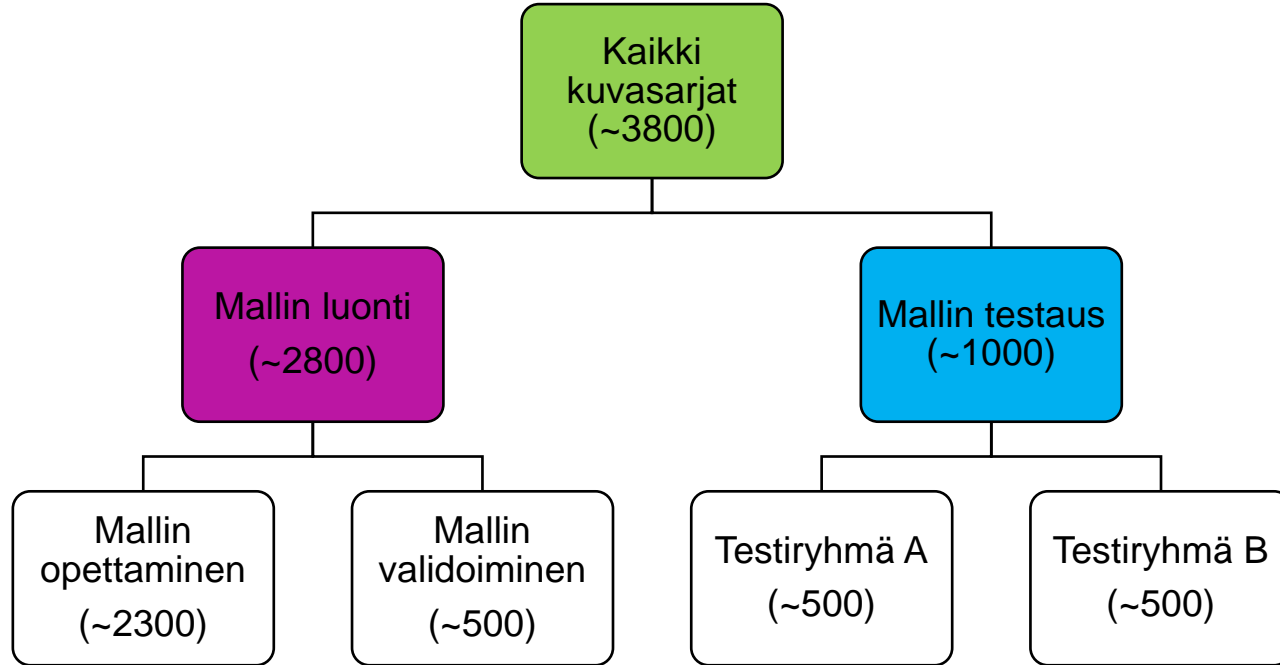 Kaikki
kuvasarjat
(~3800)
Mallin luonti
(~2800)
Mallin testaus
(~1000)
Mallin
opettaminen
(~2300)
Mallin
validoiminen
(~500)
Testiryhmä A
(~500)
Testiryhmä B
(~500)